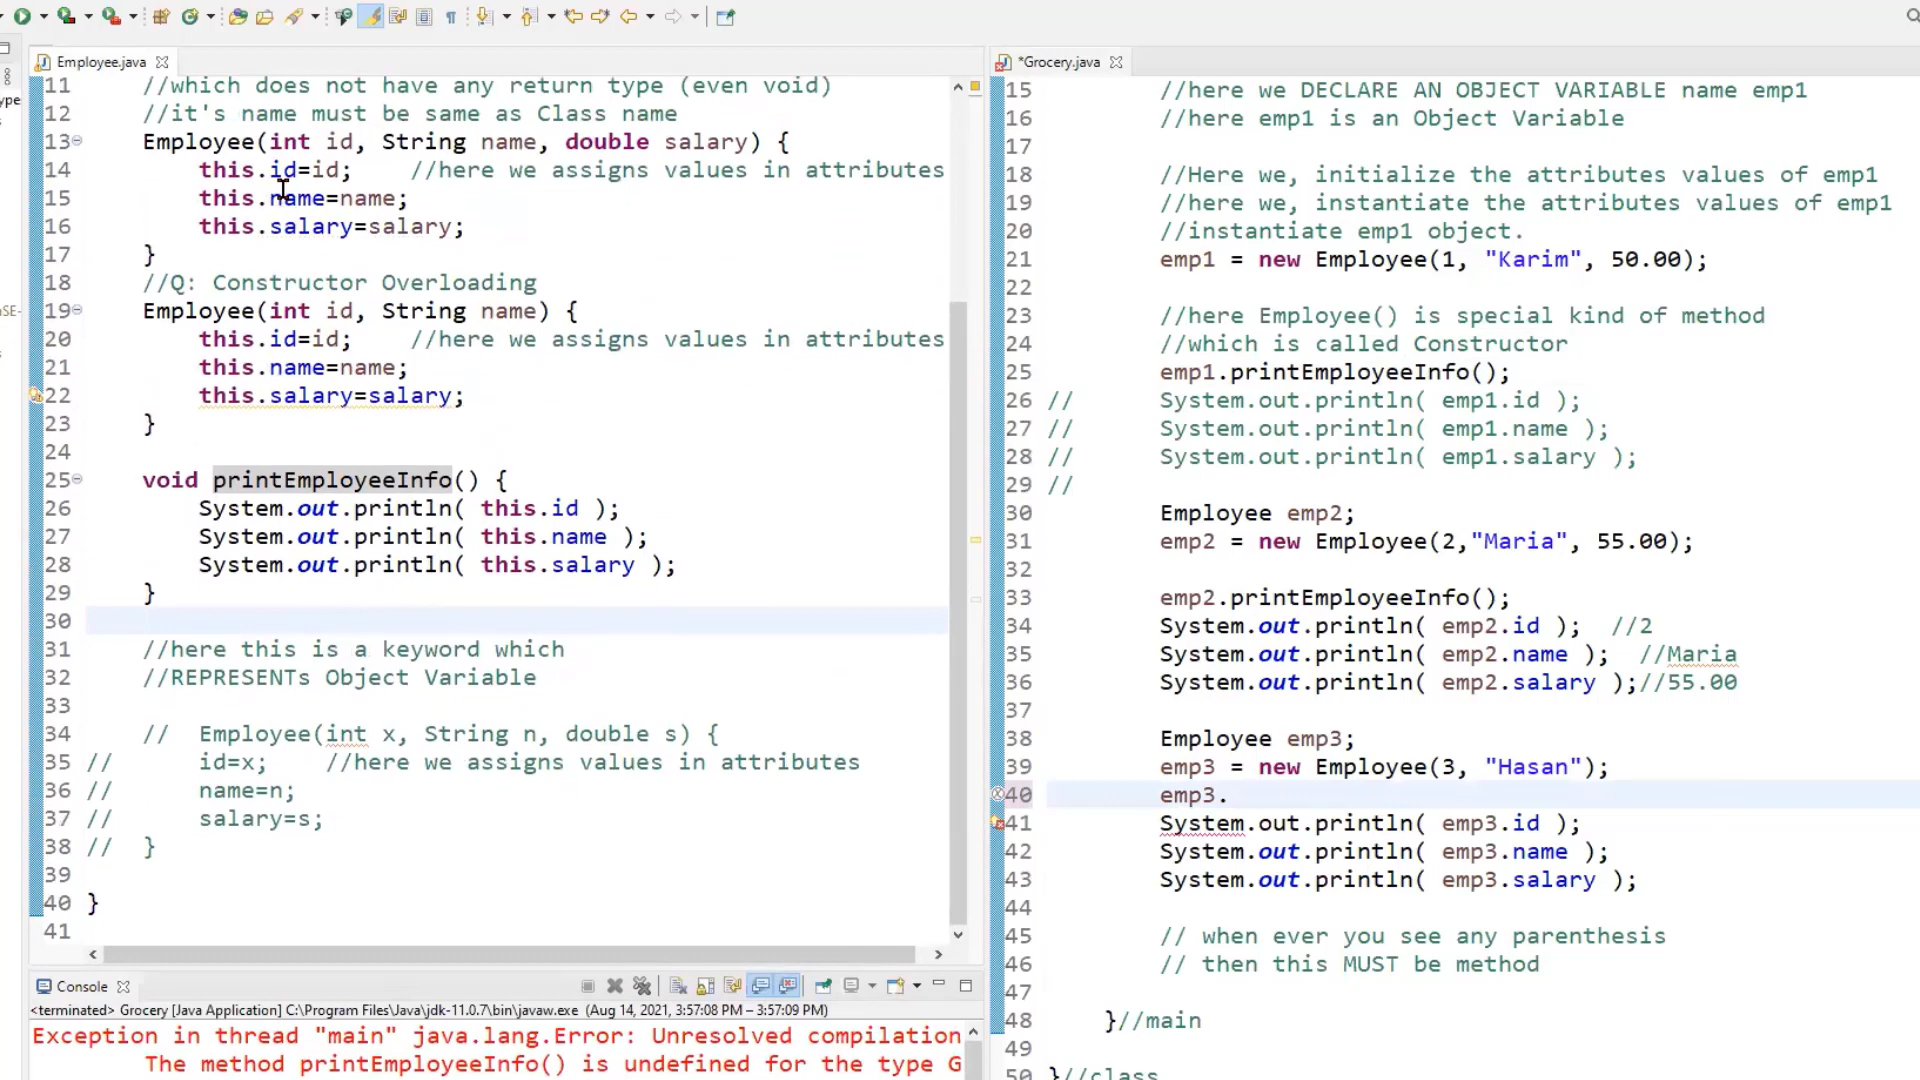 Employee.java
11 //which does not have any return type (even void)
12 //it's name must be same as Class name
13 Employee(int id, String name, double salary) {
14 this.id=id; //here we assigns values in attributes
15 this.name=name;
16 this.salary=salary;
17 }
18 //Q: Constructor Overloading
19 Employee(int id, String name) {
20 this.id=id; //here we assigns values in attributes
21 this.name=name;
22 this.salary=salary;
23 }
24
25 void printEmployeeInfo() {
26 System.out.println( this.id );
27 System.out.println( this.name );
28 System.out.println( this.salary );
29 }
30
31 //here this is a keyword which
32 //REPRESENTs Object Variable
33
34 // Employee(int x, String n, double s) {
35 // id=x; //here we assigns values in attributes
36 // name=n;
37 // salary=s;
38 // }
39
40 }
41
Console
<terminated> Grocery [Java Application] C:\Program Files\Java\jdk-11.0.7\bin\javaw.exe (Aug 14, 2021, 3:57:08 PM – 3:57:09 PM)
Exception in thread "main" java.lang.Error: Unresolved compilation
The method printEmployeeInfo() is undefined for the type G
*Grocery.java
15 //here we DECLARE AN OBJECT VARIABLE name emp1
16 //here emp1 is an Object Variable
17
18 //Here we, initialize the attributes values of emp1
19 //here we, instantiate the attributes values of emp1
20 //instantiate emp1 object.
21 emp1 = new Employee(1, "Karim", 50.00);
22
23 //here Employee() is special kind of method
24 //which is called Constructor
25 emp1.printEmployeeInfo();
26 // System.out.println( emp1.id );
27 // System.out.println( emp1.name );
28 // System.out.println( emp1.salary );
29 //
30 Employee emp2;
31 emp2 = new Employee(2,"Maria", 55.00);
32
33 emp2.printEmployeeInfo();
34 System.out.println( emp2.id ); //2
35 System.out.println( emp2.name ); //Maria
36 System.out.println( emp2.salary );//55.00
37
38 Employee emp3;
39 emp3 = new Employee(3, "Hasan");
40 emp3.
41 System.out.println( emp3.id );
42 System.out.println( emp3.name );
43 System.out.println( emp3.salary );
44
45 // when ever you see any parenthesis
46 // then this MUST be method
47
48 }//main
49
50 }//class